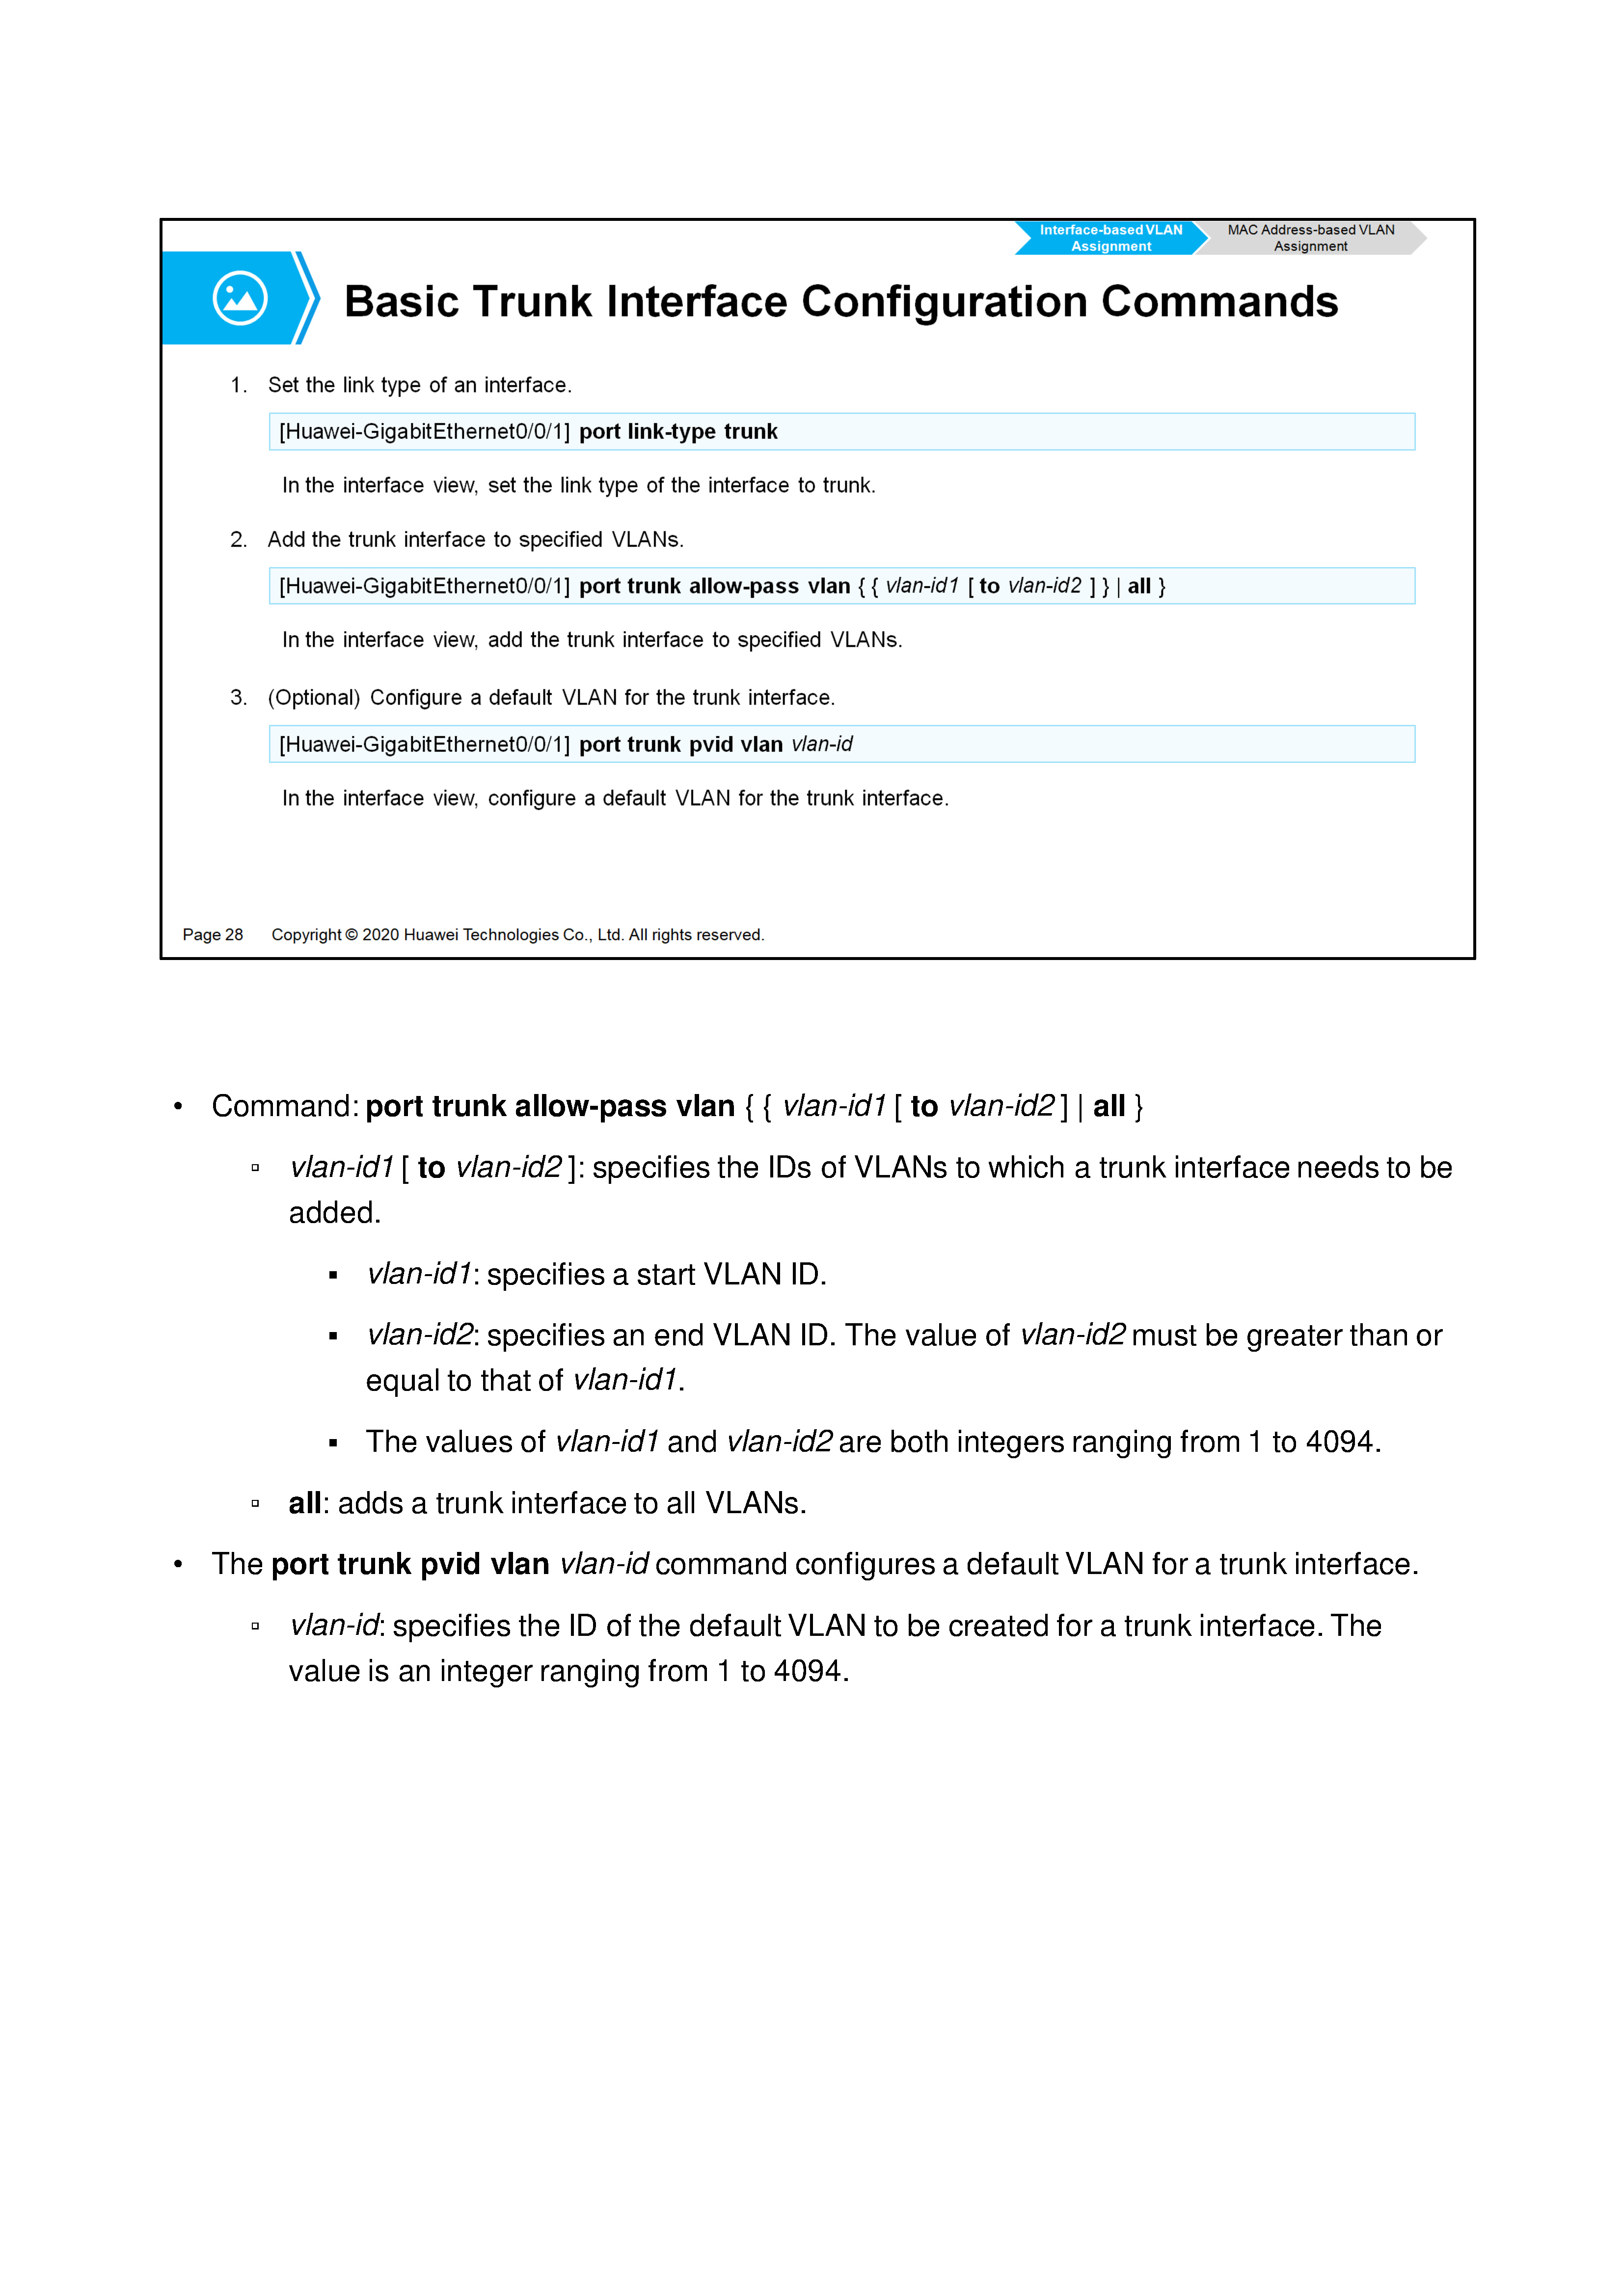 Interface-based VLAN
Assignment
MAC Address-based VLAN
Assignment
Basic Trunk Interface Configuration Commands
1. Set the link type of an interface.
[Huawei-GigabitEthernet0/0/1] port link-type trunk
In the interface view, set the link type of the interface to trunk.
2. Add the trunk interface to specified VLANs.
[Huawei-GigabitEthernet0/0/1] port trunk allow-pass vlan { { vlan-id1 [ to vlan-id2 ] } | all }
In the interface view, add the trunk interface to specified VLANs.
3. (Optional) Configure a default VLAN for the trunk interface.
[Huawei-GigabitEthernet0/0/1] port trunk pvid vlan vlan-id
In the interface view, configure a default VLAN for the trunk interface.
Page 28 Copyright © 2020 Huawei Technologies Co., Ltd. All rights reserved.
• Command: port trunk allow-pass vlan { { vlan-id1 [ to vlan-id2 ] | all }
▫ vlan-id1 [ to vlan-id2 ]: specifies the IDs of VLANs to which a trunk interface needs to be
added.
▪ vlan-id1: specifies a start VLAN ID.
▪ vlan-id2: specifies an end VLAN ID. The value of vlan-id2 must be greater than or
equal to that of vlan-id1.
▪ The values of vlan-id1 and vlan-id2 are both integers ranging from 1 to 4094.
▫ all: adds a trunk interface to all VLANs.
• The port trunk pvid vlan vlan-id command configures a default VLAN for a trunk interface.
▫ vlan-id: specifies the ID of the default VLAN to be created for a trunk interface. The
value is an integer ranging from 1 to 4094.